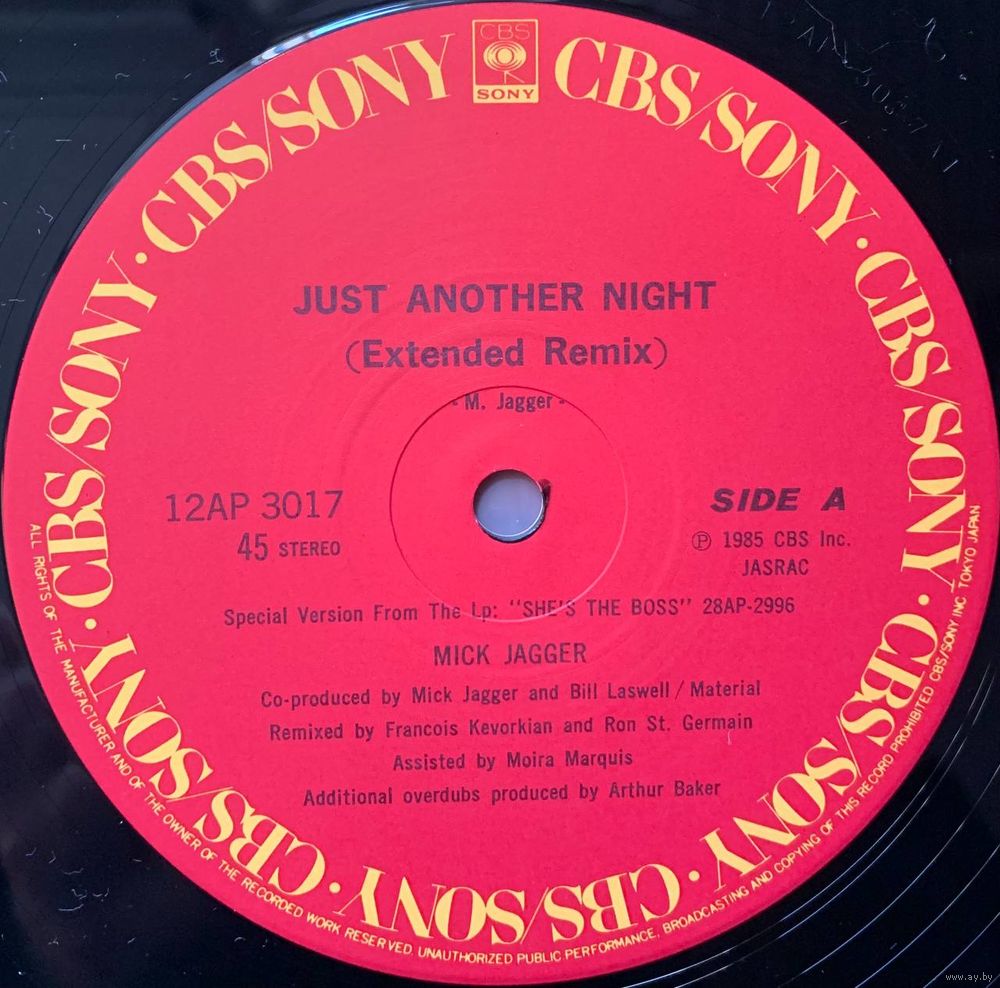 CBS
SONY
CBS/SONY · CBS/SONY · CBS/SONY · CBS/SONY · CBS/SONY · CBS/SONY · CBS/SONY · CBS/SONY
JUST ANOTHER NIGHT
(Extended Remix)
- M. Jagger -
12AP 3017
45 STEREO
SIDE A
Ⓟ 1985 CBS Inc.
JASRAC
Special Version From The Lp: "SHE'S THE BOSS" 28AP-2996
MICK JAGGER
Co-produced by Mick Jagger and Bill Laswell / Material
Remixed by Francois Kevorkian and Ron St. Germain
Assisted by Moira Marquis
Additional overdubs produced by Arthur Baker
ALL RIGHTS OF THE MANUFACTURER AND OF THE OWNER OF THE RECORDED WORK RESERVED. UNAUTHORIZED PUBLIC PERFORMANCE, BROADCASTING AND COPYING OF THIS RECORD PROHIBITED CBS/SONY INC TOKYO JAPAN
www.ay.by